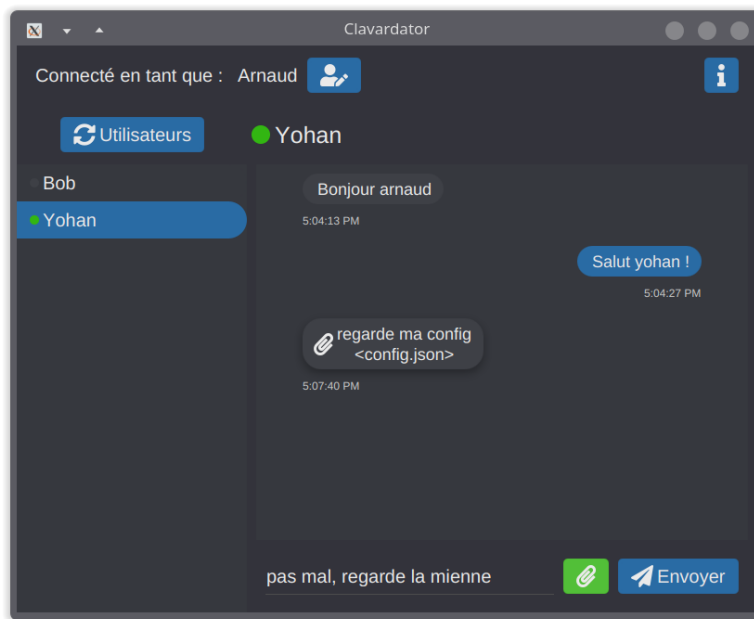 Clavardator
Connecté en tant que : Arnaud
Utilisateurs
Yohan
Bob
Yohan
Bonjour arnaud
5:04:13 PM
Salut yohan !
5:04:27 PM
regarde ma config
<config.json>
5:07:40 PM
pas mal, regarde la mienne
Envoyer